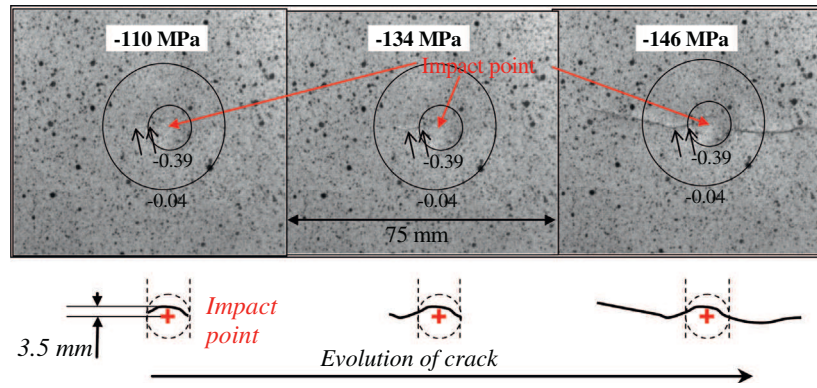 -110 MPa
-134 MPa
-146 MPa
Impact point
-0.39
-0.39
-0.39
-0.04
-0.04
-0.04
75 mm
Impact
point
3.5 mm
Evolution of crack